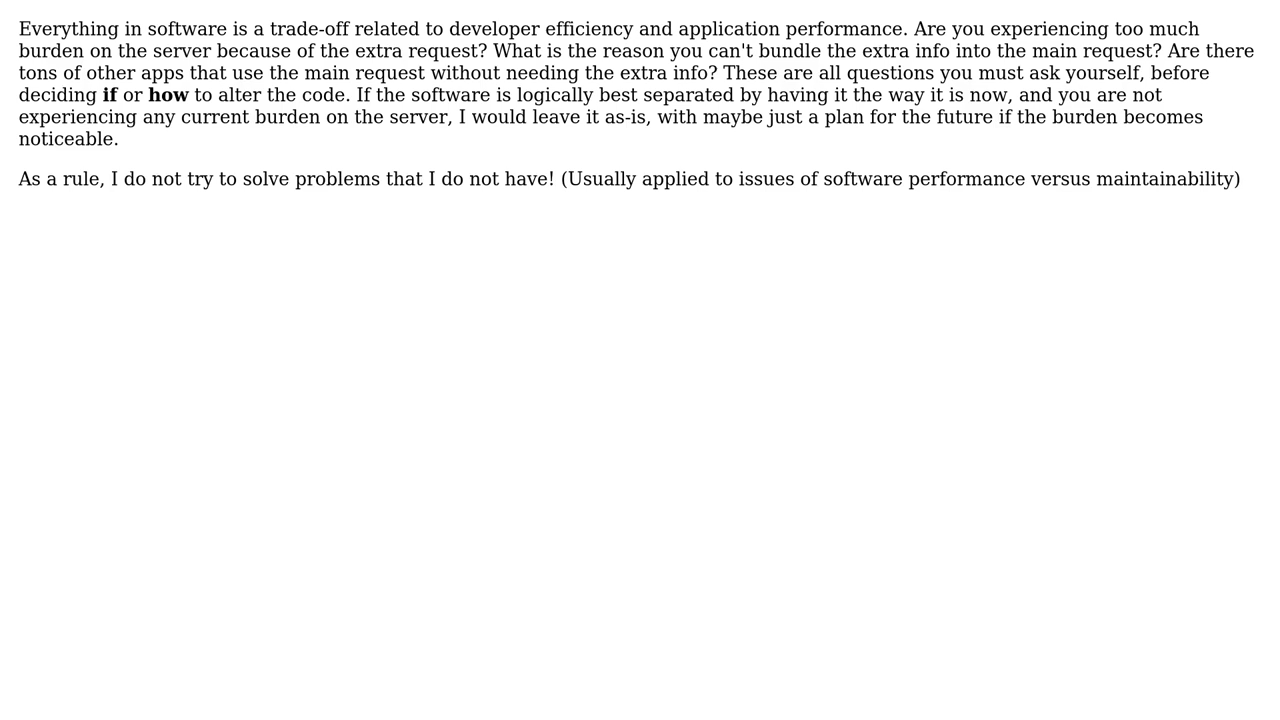 Everything in software is a trade-off related to developer efficiency and application performance. Are you experiencing too much
burden on the server because of the extra request? What is the reason you can't bundle the extra info into the main request? Are there
tons of other apps that use the main request without needing the extra info? These are all questions you must ask yourself, before
deciding if or how to alter the code. If the software is logically best separated by having it the way it is now, and you are not
experiencing any current burden on the server, I would leave it as-is, with maybe just a plan for the future if the burden becomes
noticeable.
As a rule, I do not try to solve problems that I do not have! (Usually applied to issues of software performance versus maintainability)